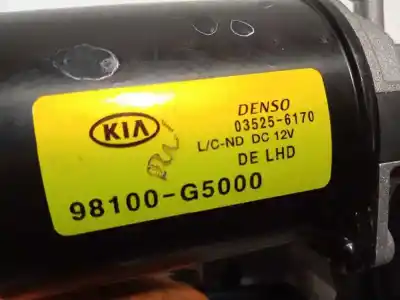 KIA
DENSO
03525-6170
L/C-ND DC 12V
DE LHD
98100-G5000